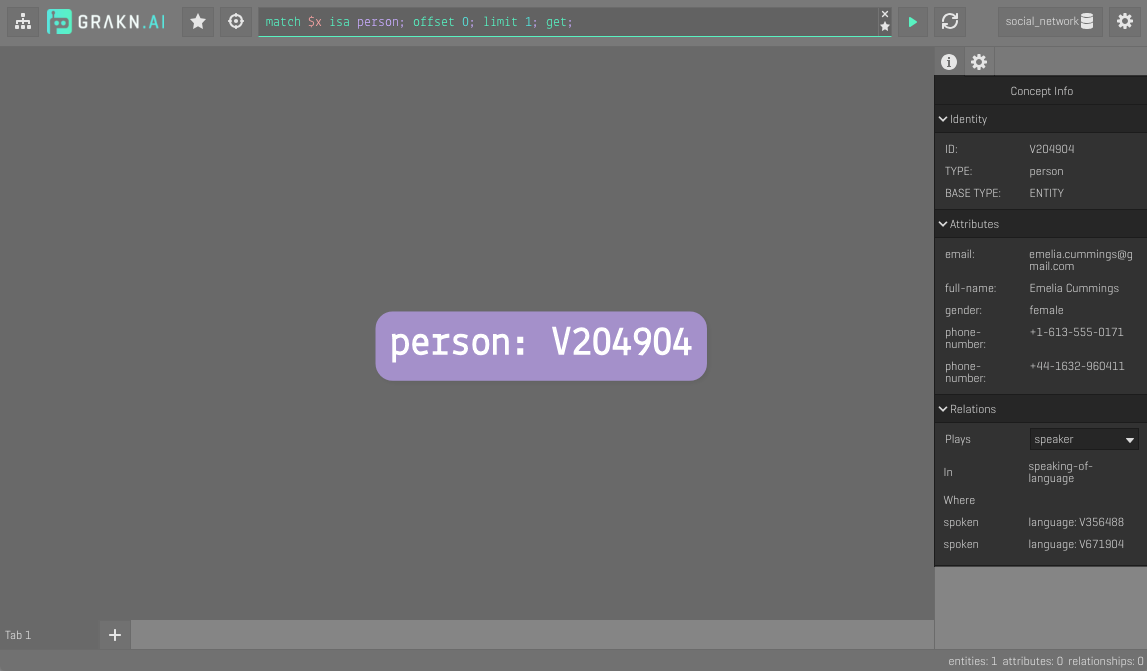 GRAKN.AI
match $x isa person; offset 0; limit 1; get;
social_network
Concept Info
Identity
ID: V204904
TYPE: person
BASE TYPE: ENTITY
Attributes
email: emelia.cummings@g
mail.com
full-name: Emelia Cummings
gender: female
phone- +1-613-555-0171
number:
phone- +44-1632-960411
number:
Relations
Plays speaker
In speaking-of-
language
Where
spoken language: V356488
spoken language: V671904
person: V204904
Tab 1
entities: 1 attributes: 0 relationships: 0